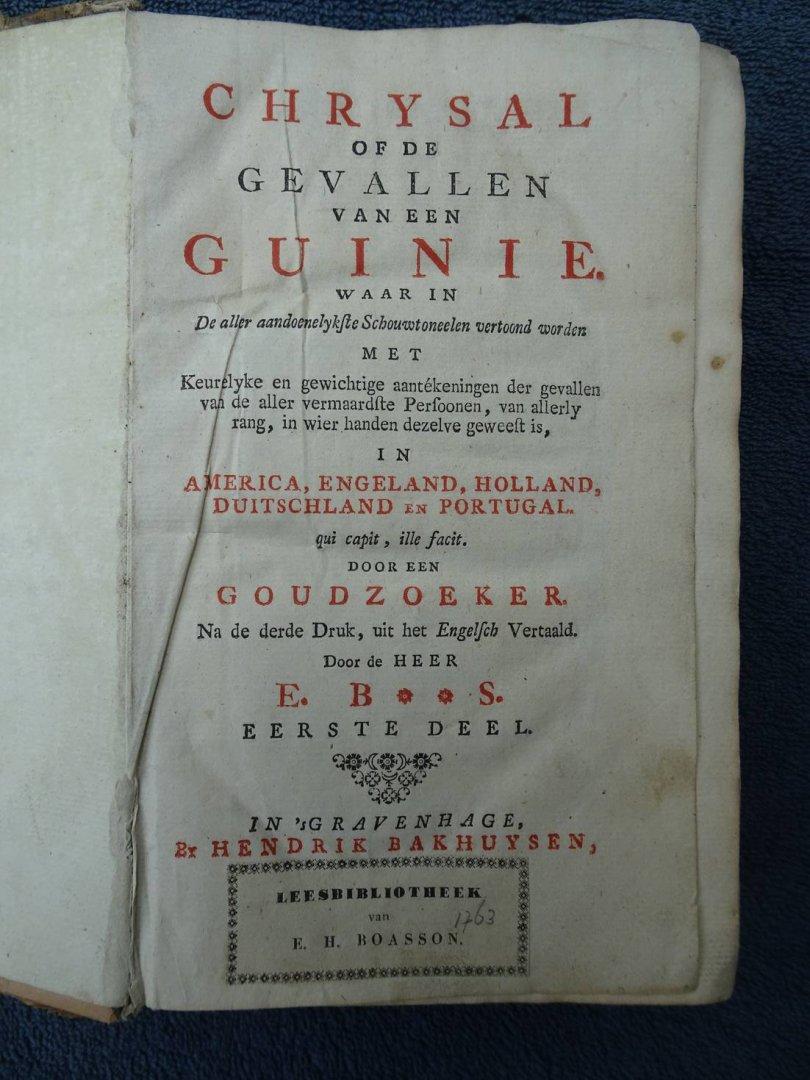 CHRYSAL
OF DE
GEVALLEN
VAN EEN
GUINIE.
WAAR IN
De aller aandoenelykſte Schouwtoneelen vertoond worden
MET
Keurelyke en gewichtige aantékeningen der gevallen
van de aller vermaardſte Perſoonen, van allerly
rang, in wier handen dezelve geweeſt is,
IN
AMERICA, ENGELAND, HOLLAND,
DUITSCHLAND EN PORTUGAL.
qui capit, ille facit.
DOOR EEN
GOUDZOEKER.
Na de derde Druk, uit het Engelſch Vertaald.
Door de HEER
E. B * * S.
EERSTE DEEL.
IN 'sGRAVENHAGE,
By HENDRIK BAKHUYSEN,
LEESBIBLIOTHEEK
van
1763
E. H. BOASSON.